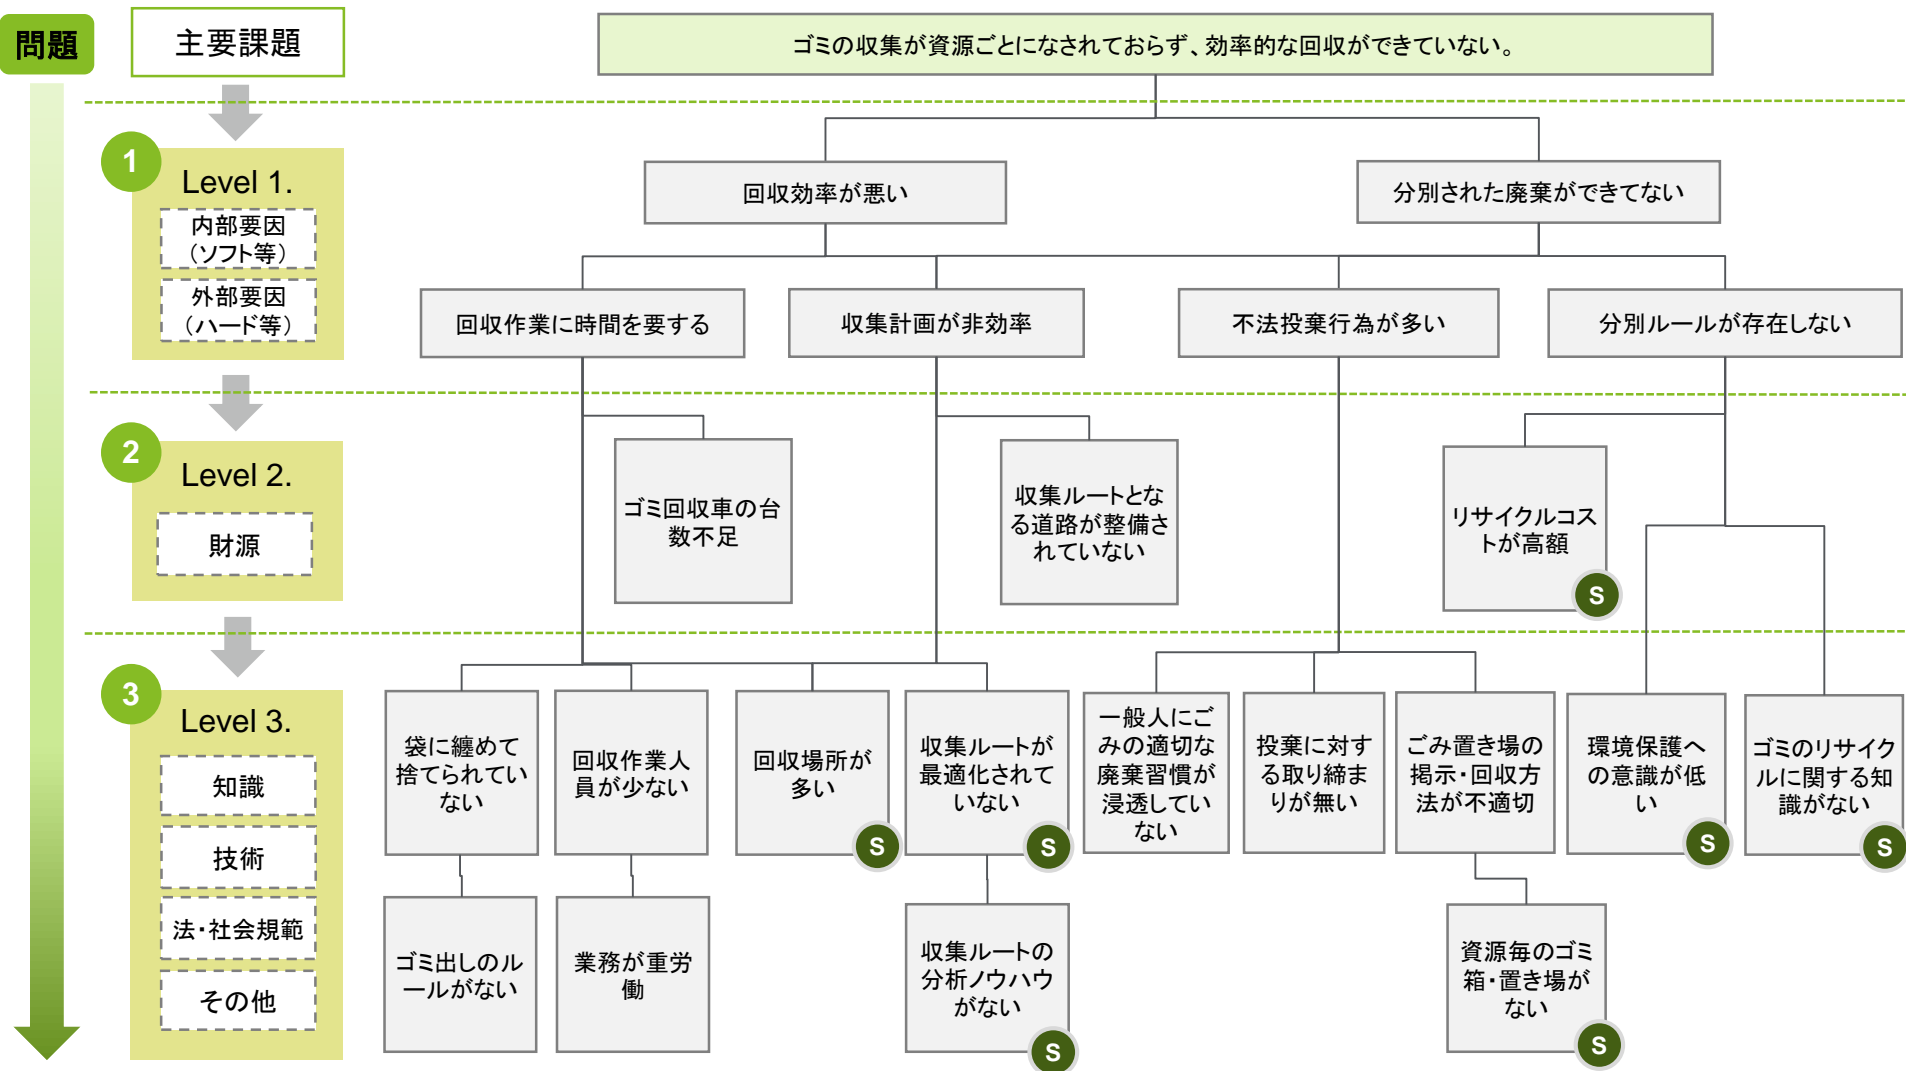 問題
主要課題
ゴミの収集が資源ごとになされておらず、効率的な回収ができていない。
1
Level 1.
内部要因
（ソフト等）
外部要因
（ハード等）
回収効率が悪い
分別された廃棄ができてない
回収作業に時間を要する
収集計画が非効率
不法投棄行為が多い
分別ルールが存在しない
2
Level 2.
財源
ゴミ回収車の台
数不足
収集ルートとな
る道路が整備さ
れていない
リサイクルコス
トが高額
S
3
Level 3.
知識
技術
法・社会規範
その他
袋に纏めて
捨てられてい
ない
回収作業人
員が少ない
回収場所が
多い
S
収集ルートが
最適化されて
いない
S
一般人にご
みの適切な
廃棄習慣が
浸透してい
ない
投棄に対す
る取り締ま
りが無い
ごみ置き場の
掲示・回収方
法が不適切
環境保護へ
の意識が低
い
S
ゴミのリサイク
ルに関する知
識がない
S
ゴミ出しのル
ールがない
業務が重労
働
収集ルートの
分析ノウハウ
がない
S
資源毎のゴミ
箱・置き場が
ない
S